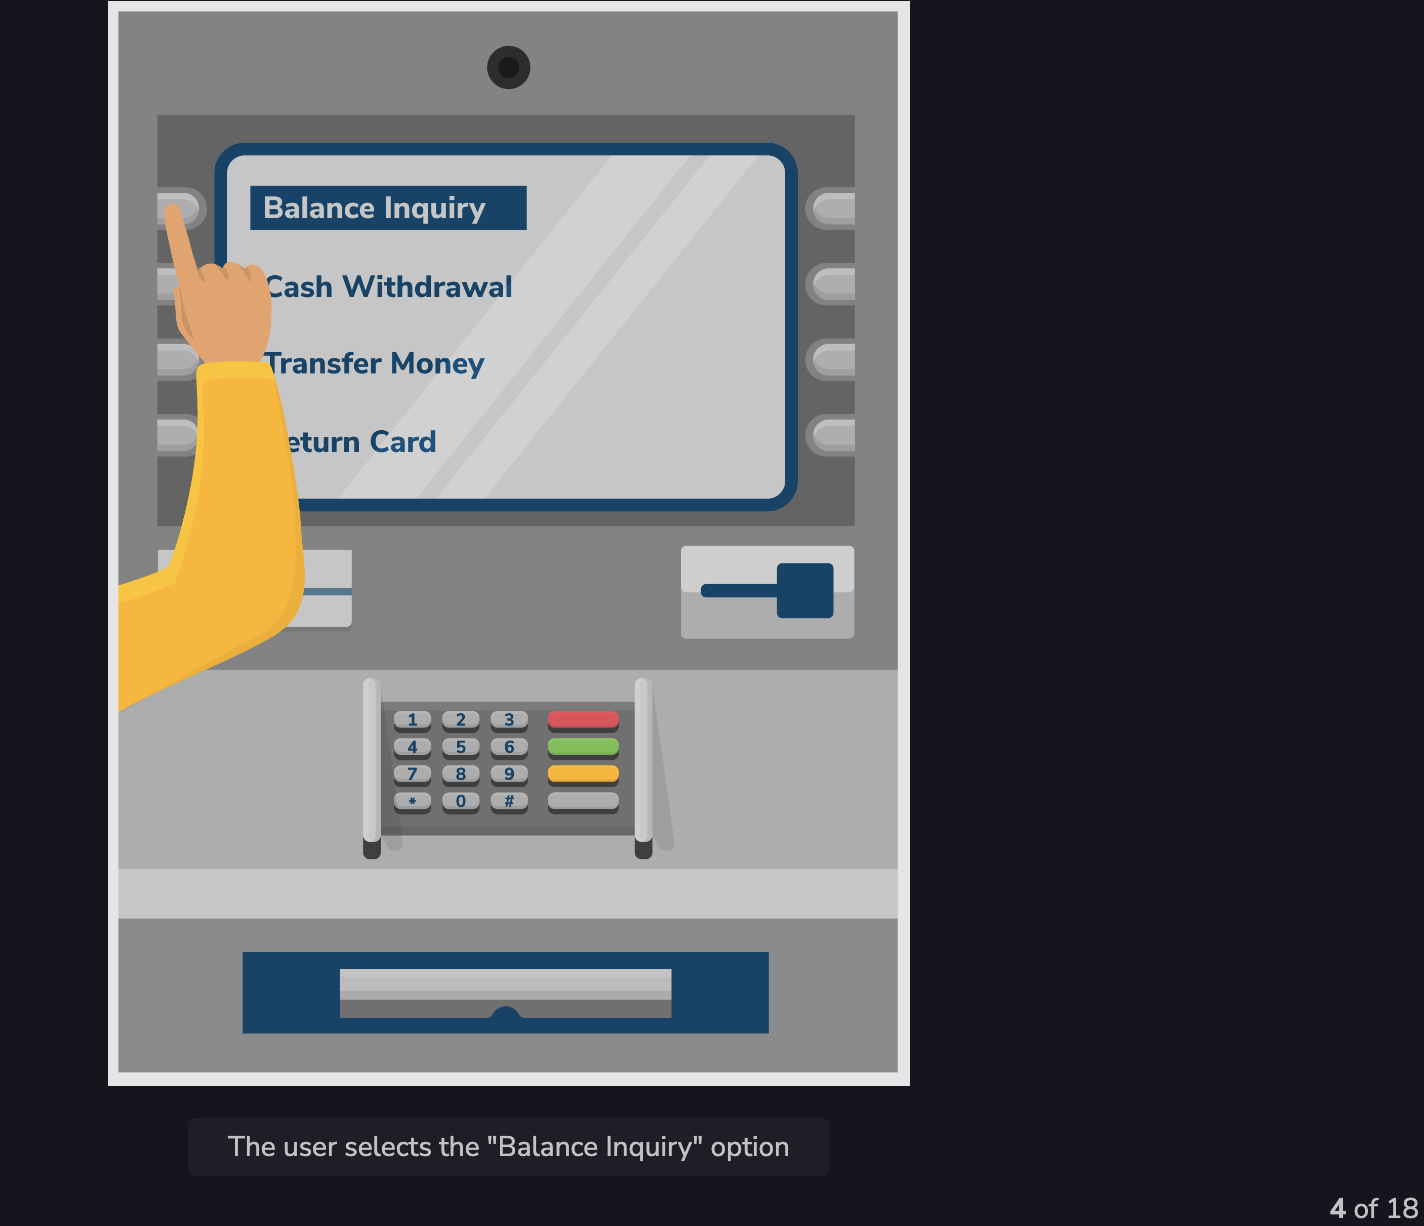 Balance Inquiry
Cash Withdrawal
Transfer Money
eturn Card
1 2 3
4 5 6
7 8 9
* 0 #
The user selects the "Balance Inquiry" option
4 of 18